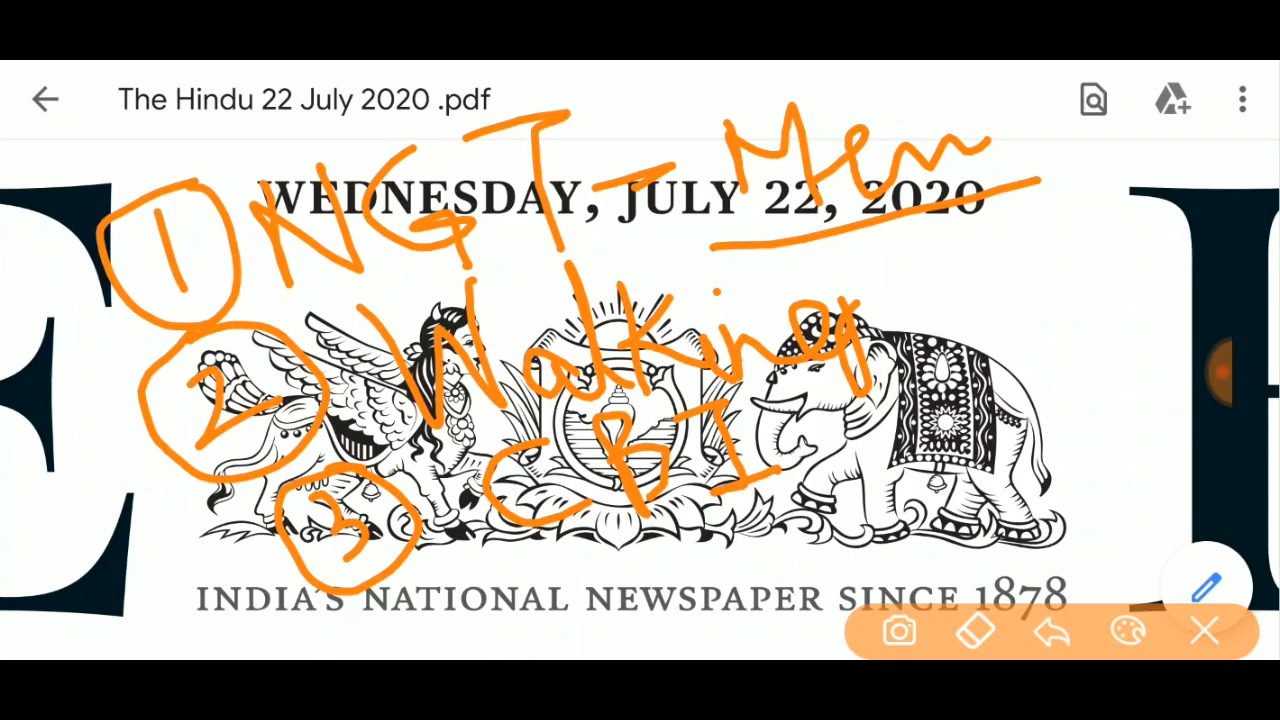 The Hindu 22 July 2020 .pdf
WEDNESDAY, JULY 22, 2020
1 NGT - Mem
2 Walking
3 CBI
INDIA'S NATIONAL NEWSPAPER SINCE 1878